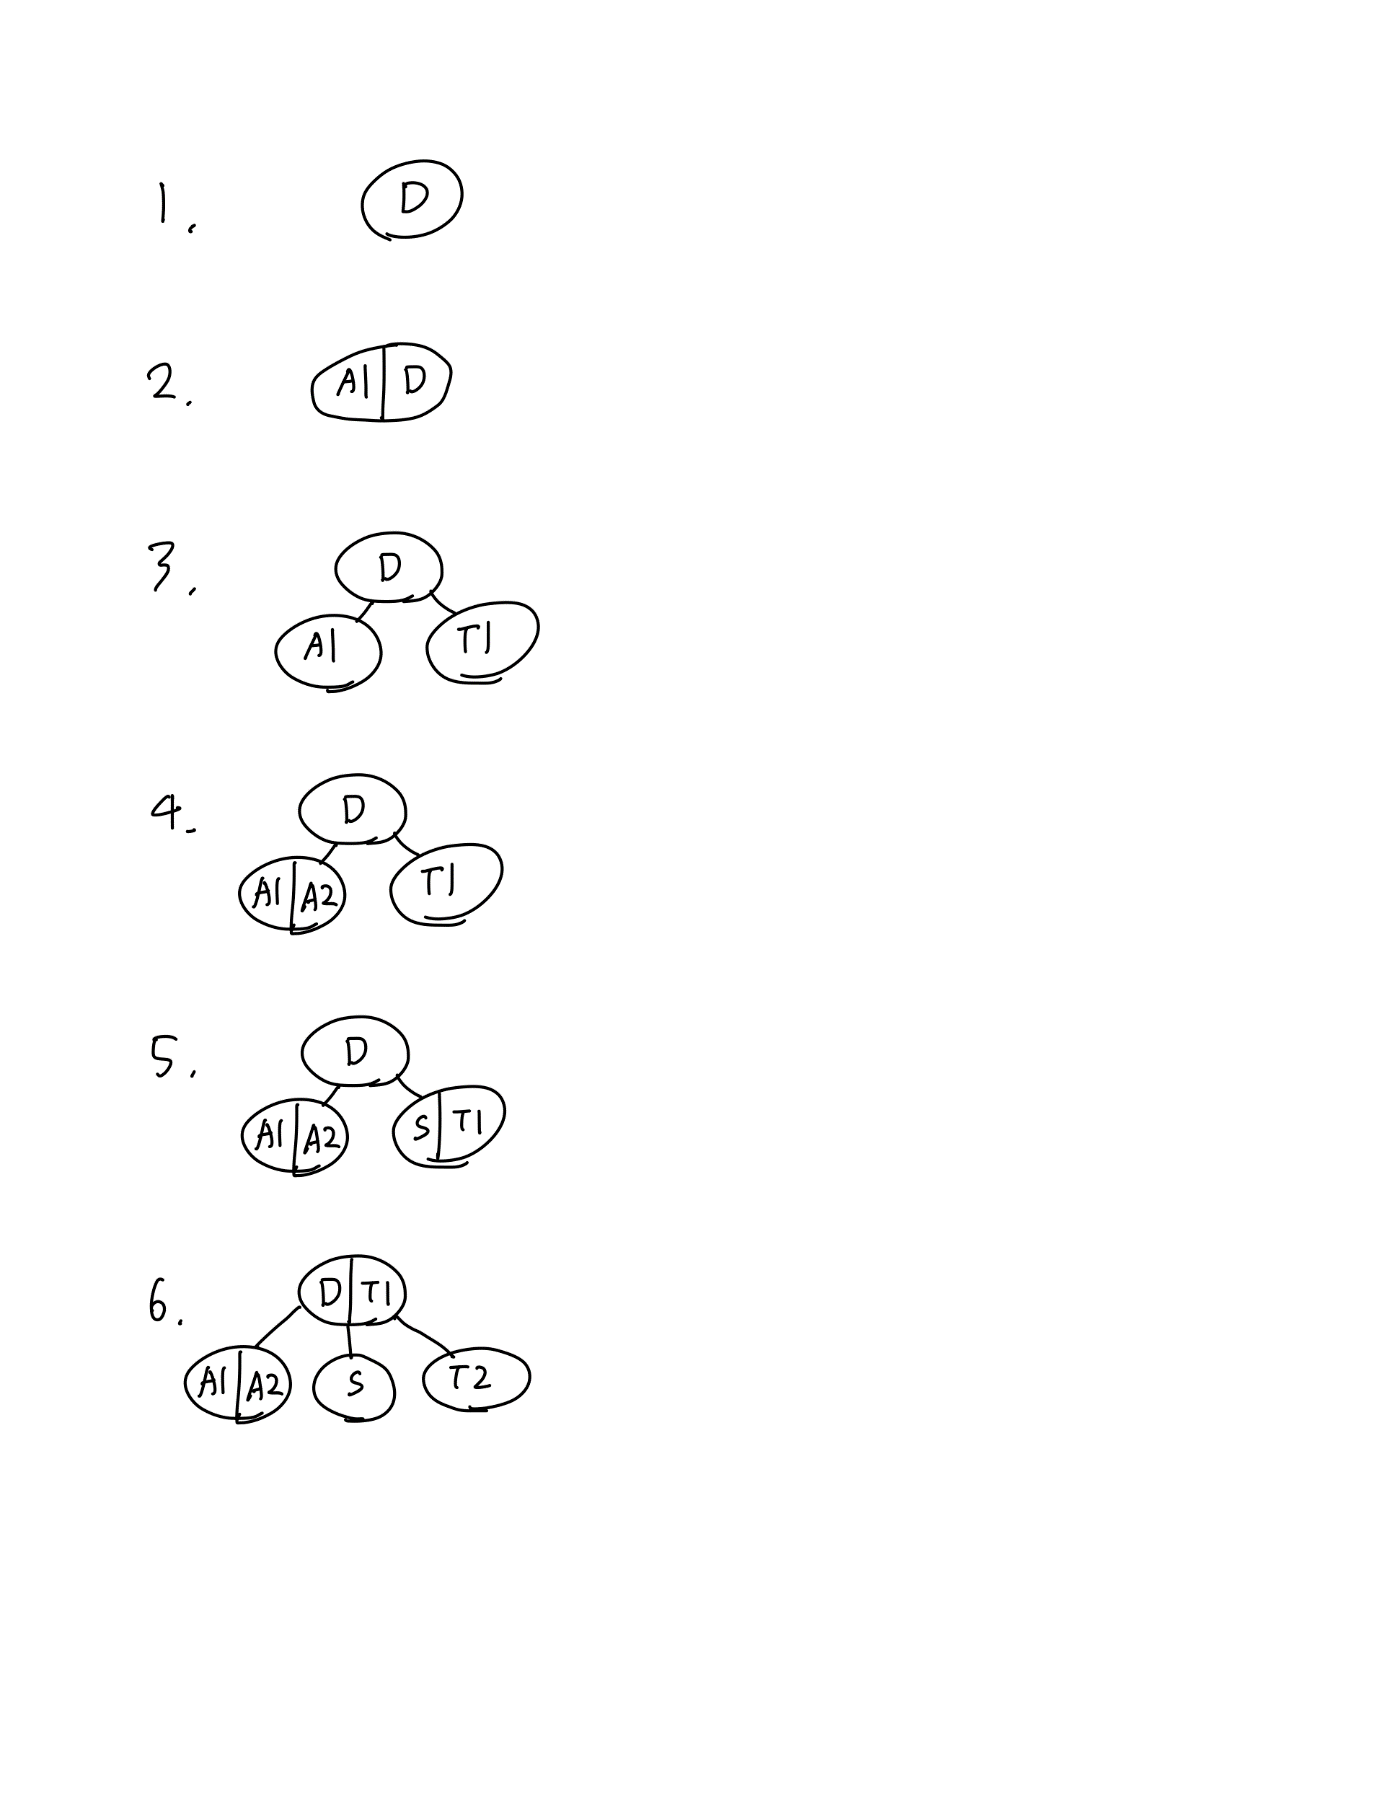 1. D
2. A1 D
3. D
A1 T1
4. D
A1 A2 T1
5. D
A1 A2 S T1
6. D T1
A1 A2 S T2